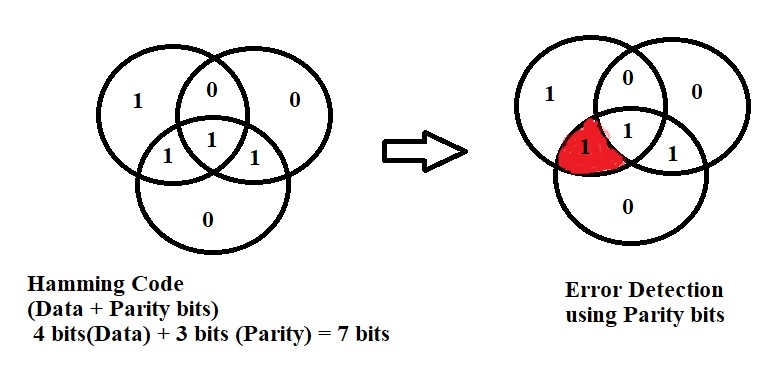 1 0 0
1 1 1
0
1 0 0
1 1 1
0
Hamming Code
(Data + Parity bits)
4 bits(Data) + 3 bits (Parity) = 7 bits
Error Detection
using Parity bits